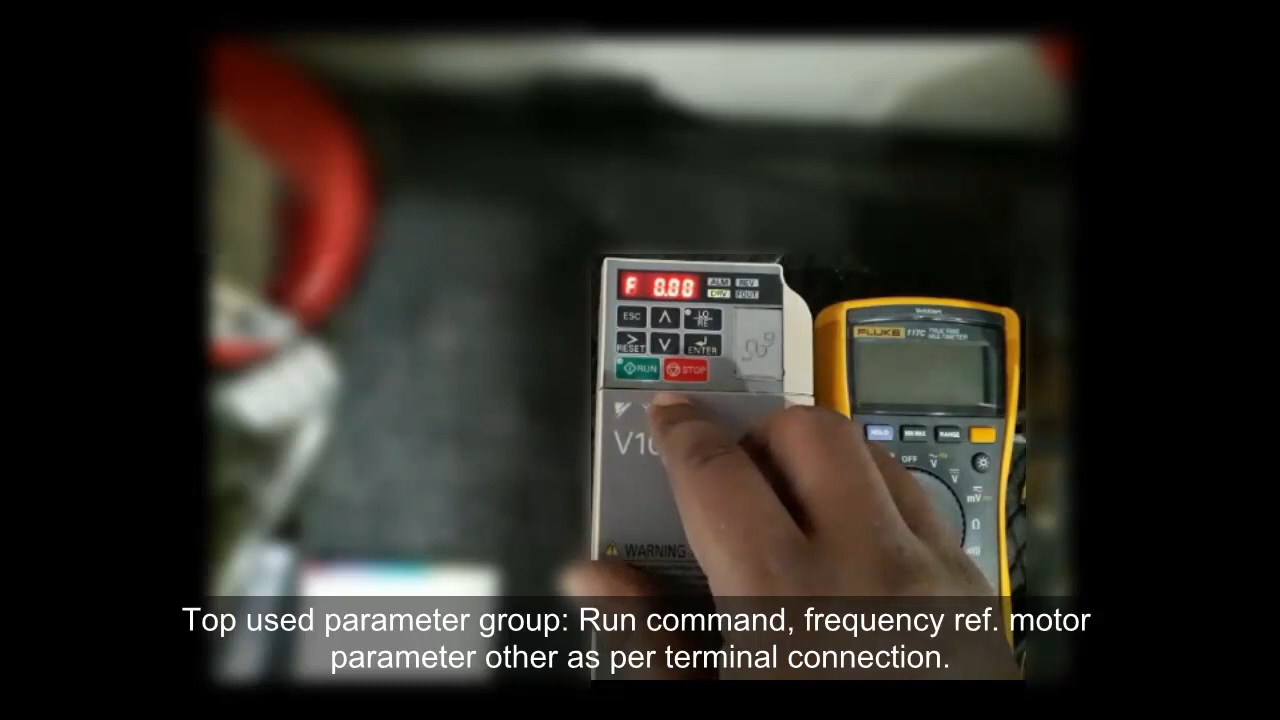 F 0.00
ALM REV
DRV FOUT
ESC
LO
RE
RESET
ENTER
RUN
STOP
V10
WARNING
FLUKE 117C TRUE RMS
MULTIMETER
HOLD
MIN MAX
RANGE
OFF
V
V
mV
Ω
Top used parameter group: Run command, frequency ref. motor
parameter other as per terminal connection.